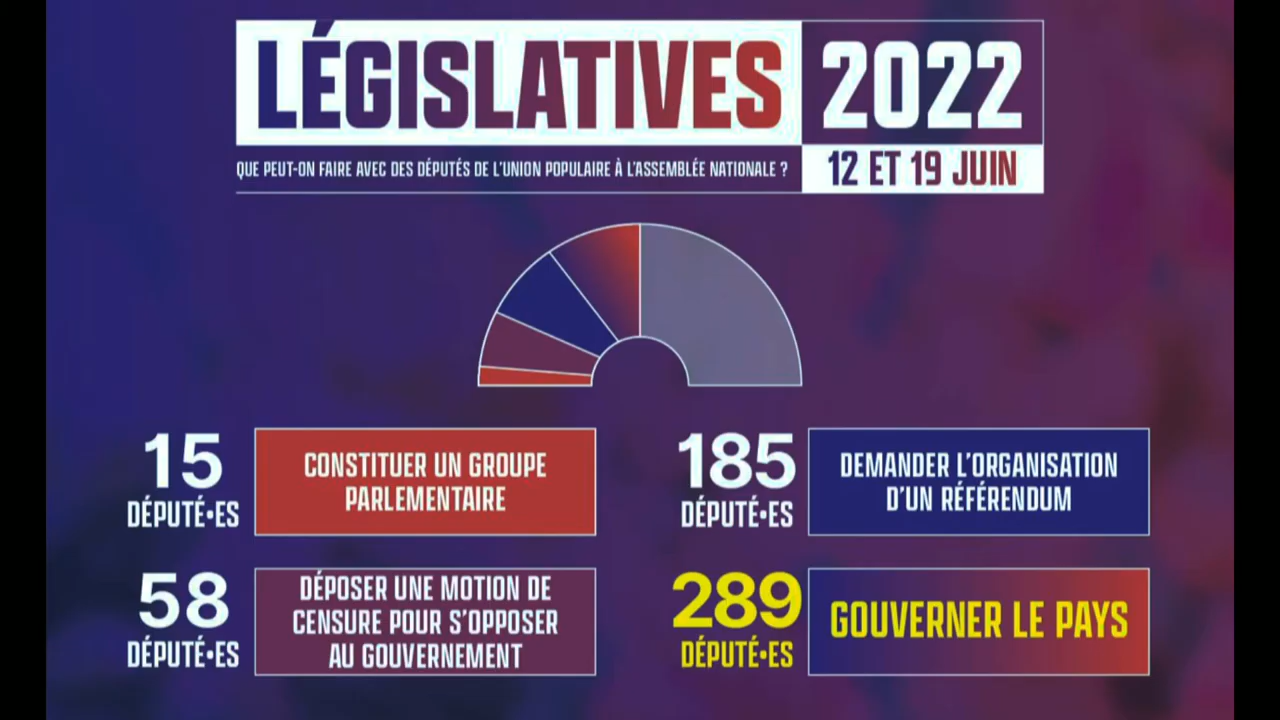 LÉGISLATIVES 2022
QUE PEUT-ON FAIRE AVEC DES DÉPUTÉS DE L'UNION POPULAIRE À L'ASSEMBLÉE NATIONALE ?
12 ET 19 JUIN
15
DÉPUTÉ•ES
CONSTITUER UN GROUPE
PARLEMENTAIRE
185
DÉPUTÉ•ES
DEMANDER L'ORGANISATION
D'UN RÉFÉRENDUM
58
DÉPUTÉ•ES
DÉPOSER UNE MOTION DE
CENSURE POUR S'OPPOSER
AU GOUVERNEMENT
289
DÉPUTÉ•ES
GOUVERNER LE PAYS